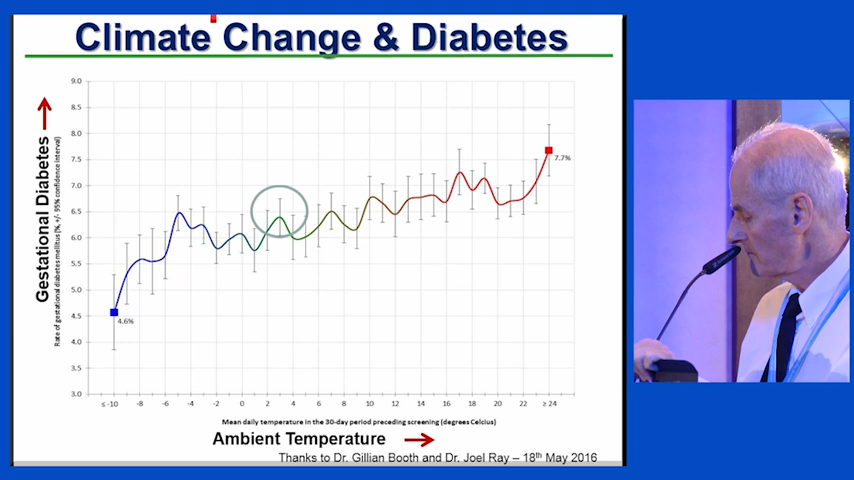 Climate Change & Diabetes
Gestational Diabetes
Rate of gestational diabetes mellitus (%, +/- 95% confidence interval)
9.0
8.5
8.0
7.5
7.0
6.5
6.0
5.5
5.0
4.5
4.0
3.5
3.0
4.6%
7.7%
≤ -10 -8 -6 -4 -2 0 2 4 6 8 10 12 14 16 18 20 22 ≥ 24
Mean daily temperature in the 30-day period preceding screening (degrees Celcius)
Ambient Temperature
Thanks to Dr. Gillian Booth and Dr. Joel Ray – 18th May 2016